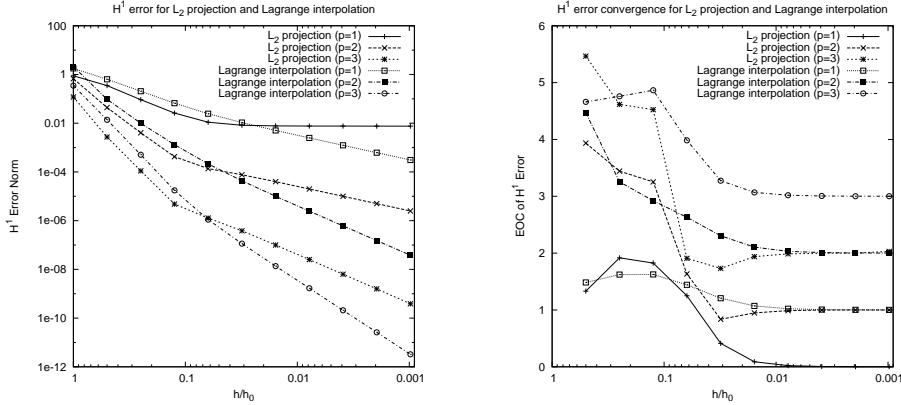 H¹ error for L₂ projection and Lagrange interpolation
100
1
0.01
1e-04
1e-06
1e-08
1e-10
1e-12
H¹ Error Norm
L₂ projection (p=1)
L₂ projection (p=2)
L₂ projection (p=3)
Lagrange interpolation (p=1)
Lagrange interpolation (p=2)
Lagrange interpolation (p=3)
1
0.1
0.01
0.001
h/h₀
H¹ error convergence for L₂ projection and Lagrange interpolation
6
5
4
3
2
1
0
EOC of H¹ Error
L₂ projection (p=1)
L₂ projection (p=2)
L₂ projection (p=3)
Lagrange interpolation (p=1)
Lagrange interpolation (p=2)
Lagrange interpolation (p=3)
1
0.1
0.01
0.001
h/h₀